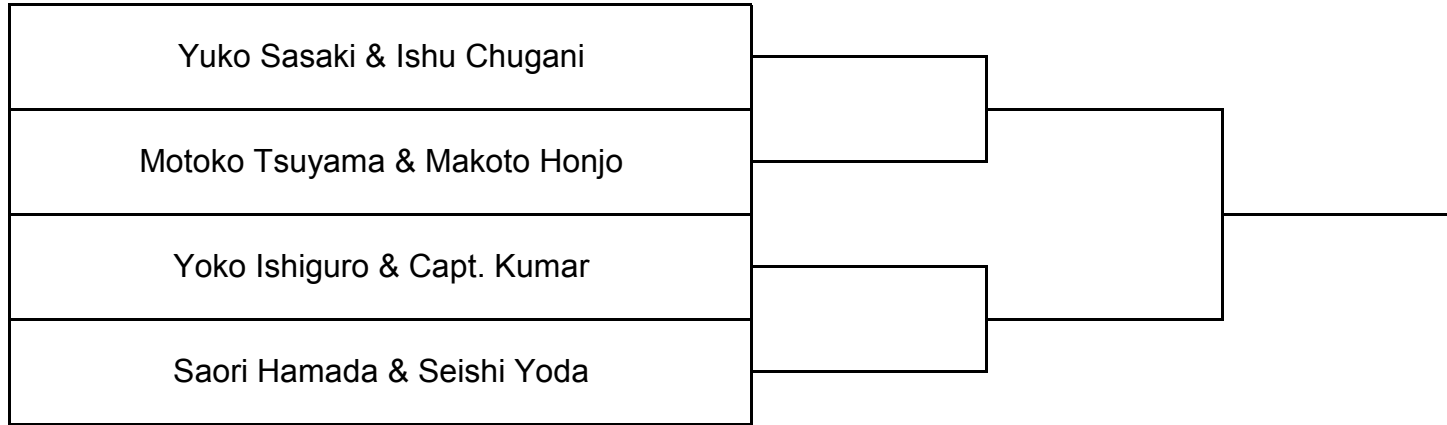 Yuko Sasaki & Ishu Chugani
Motoko Tsuyama & Makoto Honjo
Yoko Ishiguro & Capt. Kumar
Saori Hamada & Seishi Yoda